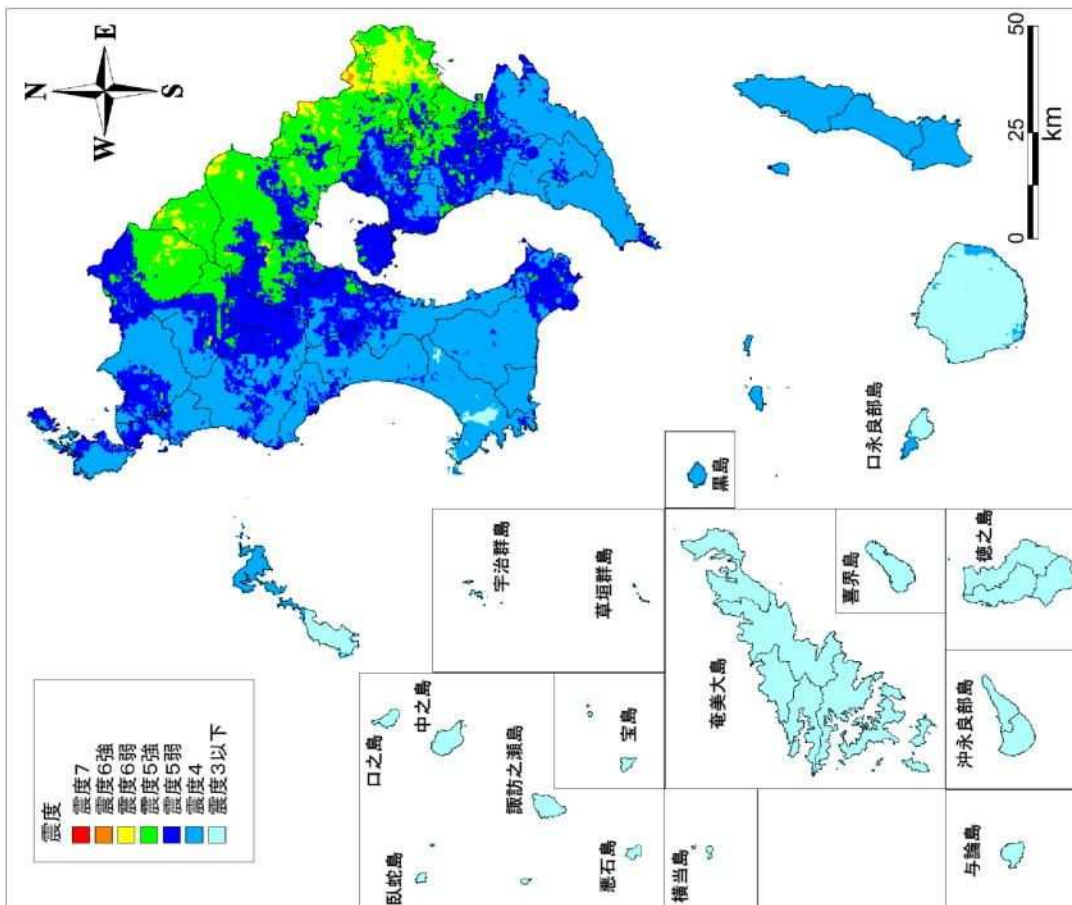 N
E
W
S
震度
震度7
震度6強
震度6弱
震度5強
震度5弱
震度4
震度3以下
口之島
中之島
臥蛇島
諏訪之瀬島
悪石島
宝島
横当島
宇治群島
草垣群島
黒島
口永良部島
奄美大島
喜界島
徳之島
沖永良部島
与論島
0
25
50
km